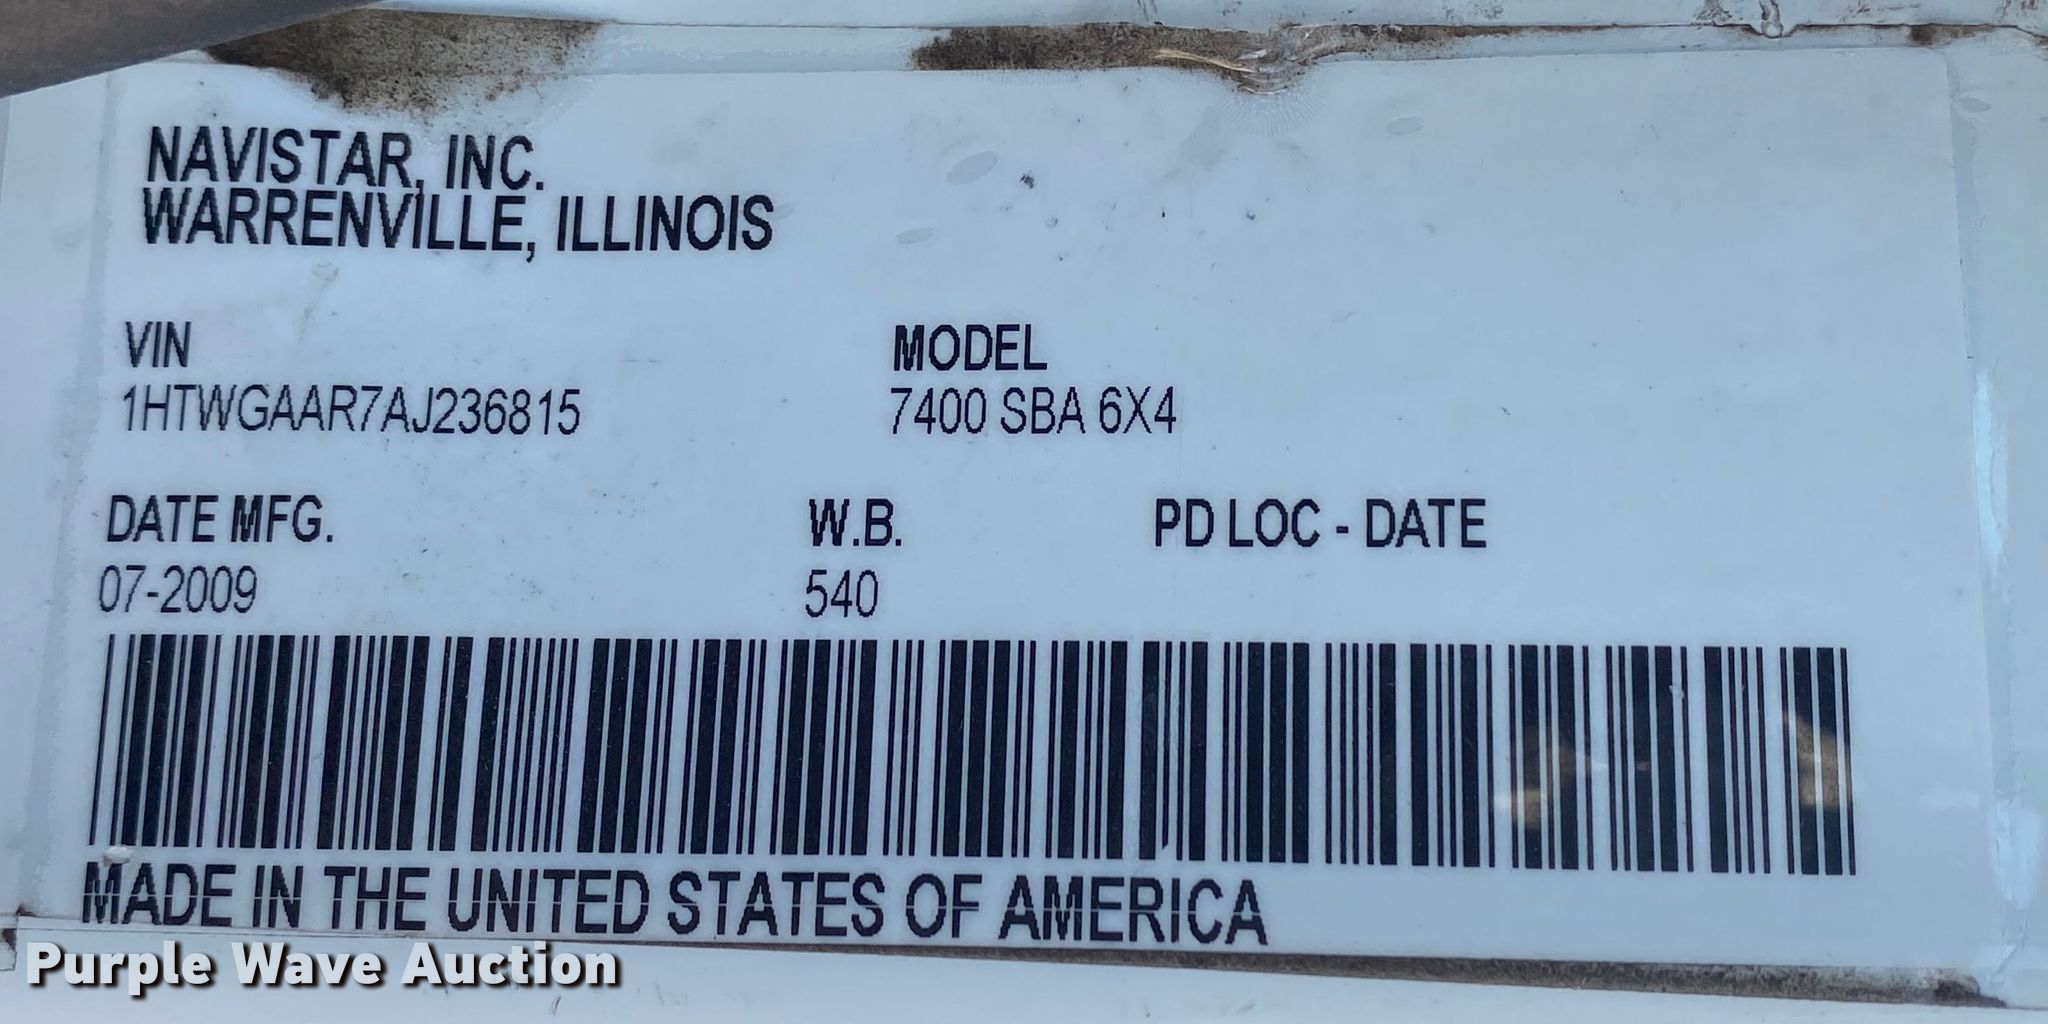 NAVISTAR, INC.
WARRENVILLE, ILLINOIS
VIN MODEL
1HTWGAAR7AJ236815 7400 SBA 6X4
DATE MFG. W.B. PD LOC - DATE
07-2009 540
MADE IN THE UNITED STATES OF AMERICA
Purple Wave Auction